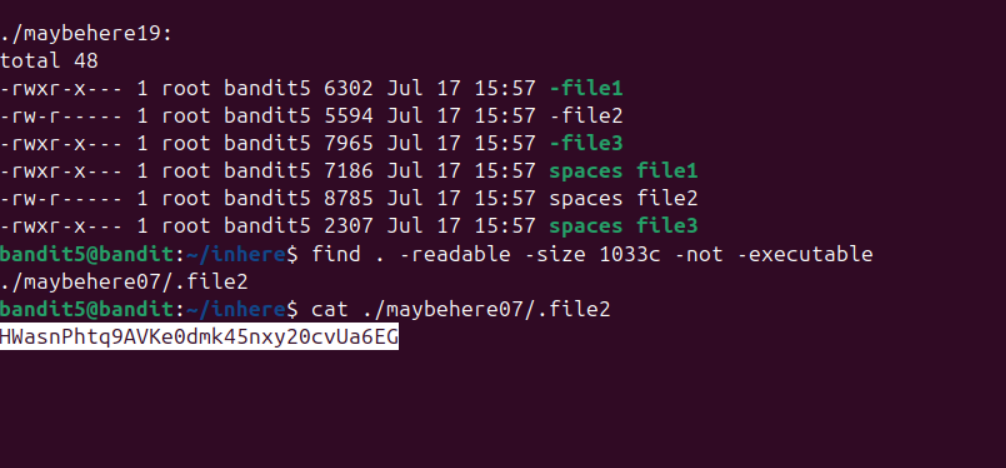 ./maybehere19:
total 48
-rwxr-x--- 1 root bandit5 6302 Jul 17 15:57 -file1
-rw-r----- 1 root bandit5 5594 Jul 17 15:57 -file2
-rwxr-x--- 1 root bandit5 7965 Jul 17 15:57 -file3
-rwxr-x--- 1 root bandit5 7186 Jul 17 15:57 spaces file1
-rw-r----- 1 root bandit5 8785 Jul 17 15:57 spaces file2
-rwxr-x--- 1 root bandit5 2307 Jul 17 15:57 spaces file3
bandit5@bandit:~/inhere$ find . -readable -size 1033c -not -executable
./maybehere07/.file2
bandit5@bandit:~/inhere$ cat ./maybehere07/.file2
HWasnPhtq9AVKe0dmk45nxy20cvUa6EG